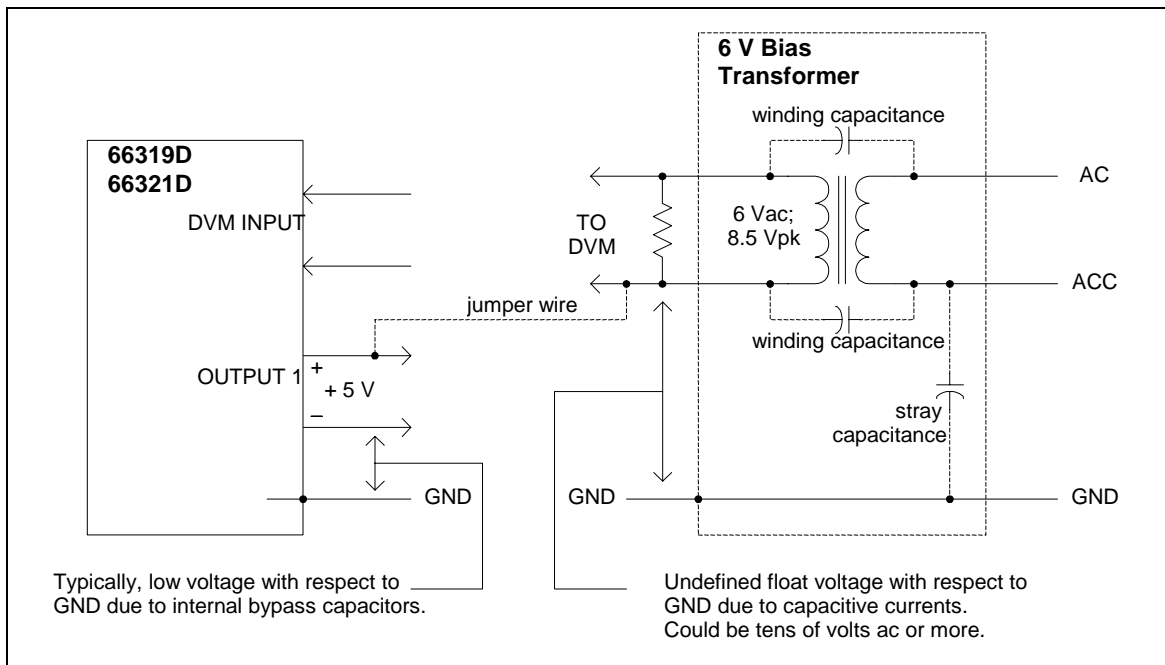 6 V Bias
Transformer
winding capacitance
66319D
66321D
DVM INPUT
TO
DVM
6 Vac;
8.5 Vpk
AC
ACC
jumper wire
winding capacitance
OUTPUT 1
+
+ 5 V
–
stray
capacitance
GND
GND
GND
Typically, low voltage with respect to
GND due to internal bypass capacitors.
Undefined float voltage with respect to
GND due to capacitive currents.
Could be tens of volts ac or more.